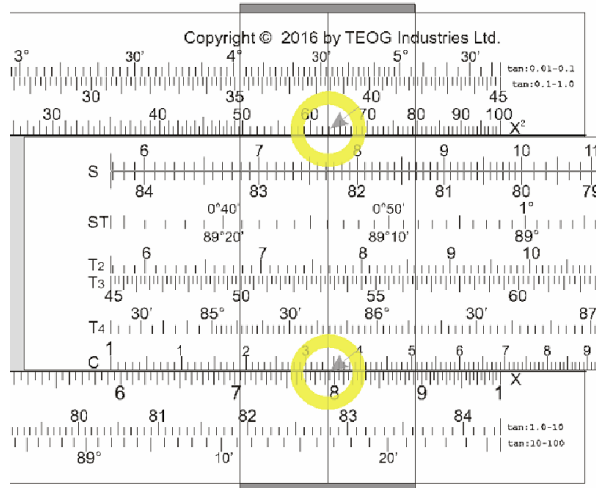 Copyright © 2016 by TEOG Industries Ltd.
3° 30' 4° 30' 5° 30' tan:0.01-0.1
30 35 40 45 tan:0.1-1.0
30 40 50 60 70 80 90 100 X²
S 6 7 8 9 10 11
84 83 82 81 80 79
ST 0^40' 0^50' 1°
89°20' 89°10' 89°
T2 6 7 8 9 10
T3 45 50 55 60
T4 30' 85° 30' 86° 30' 87
C 1 1 2 3 4 5 6 7 8 9
6 7 8 9 1 X
80 81 82 83 84 tan:1.0-10
89° 10' 20' tan:10-100